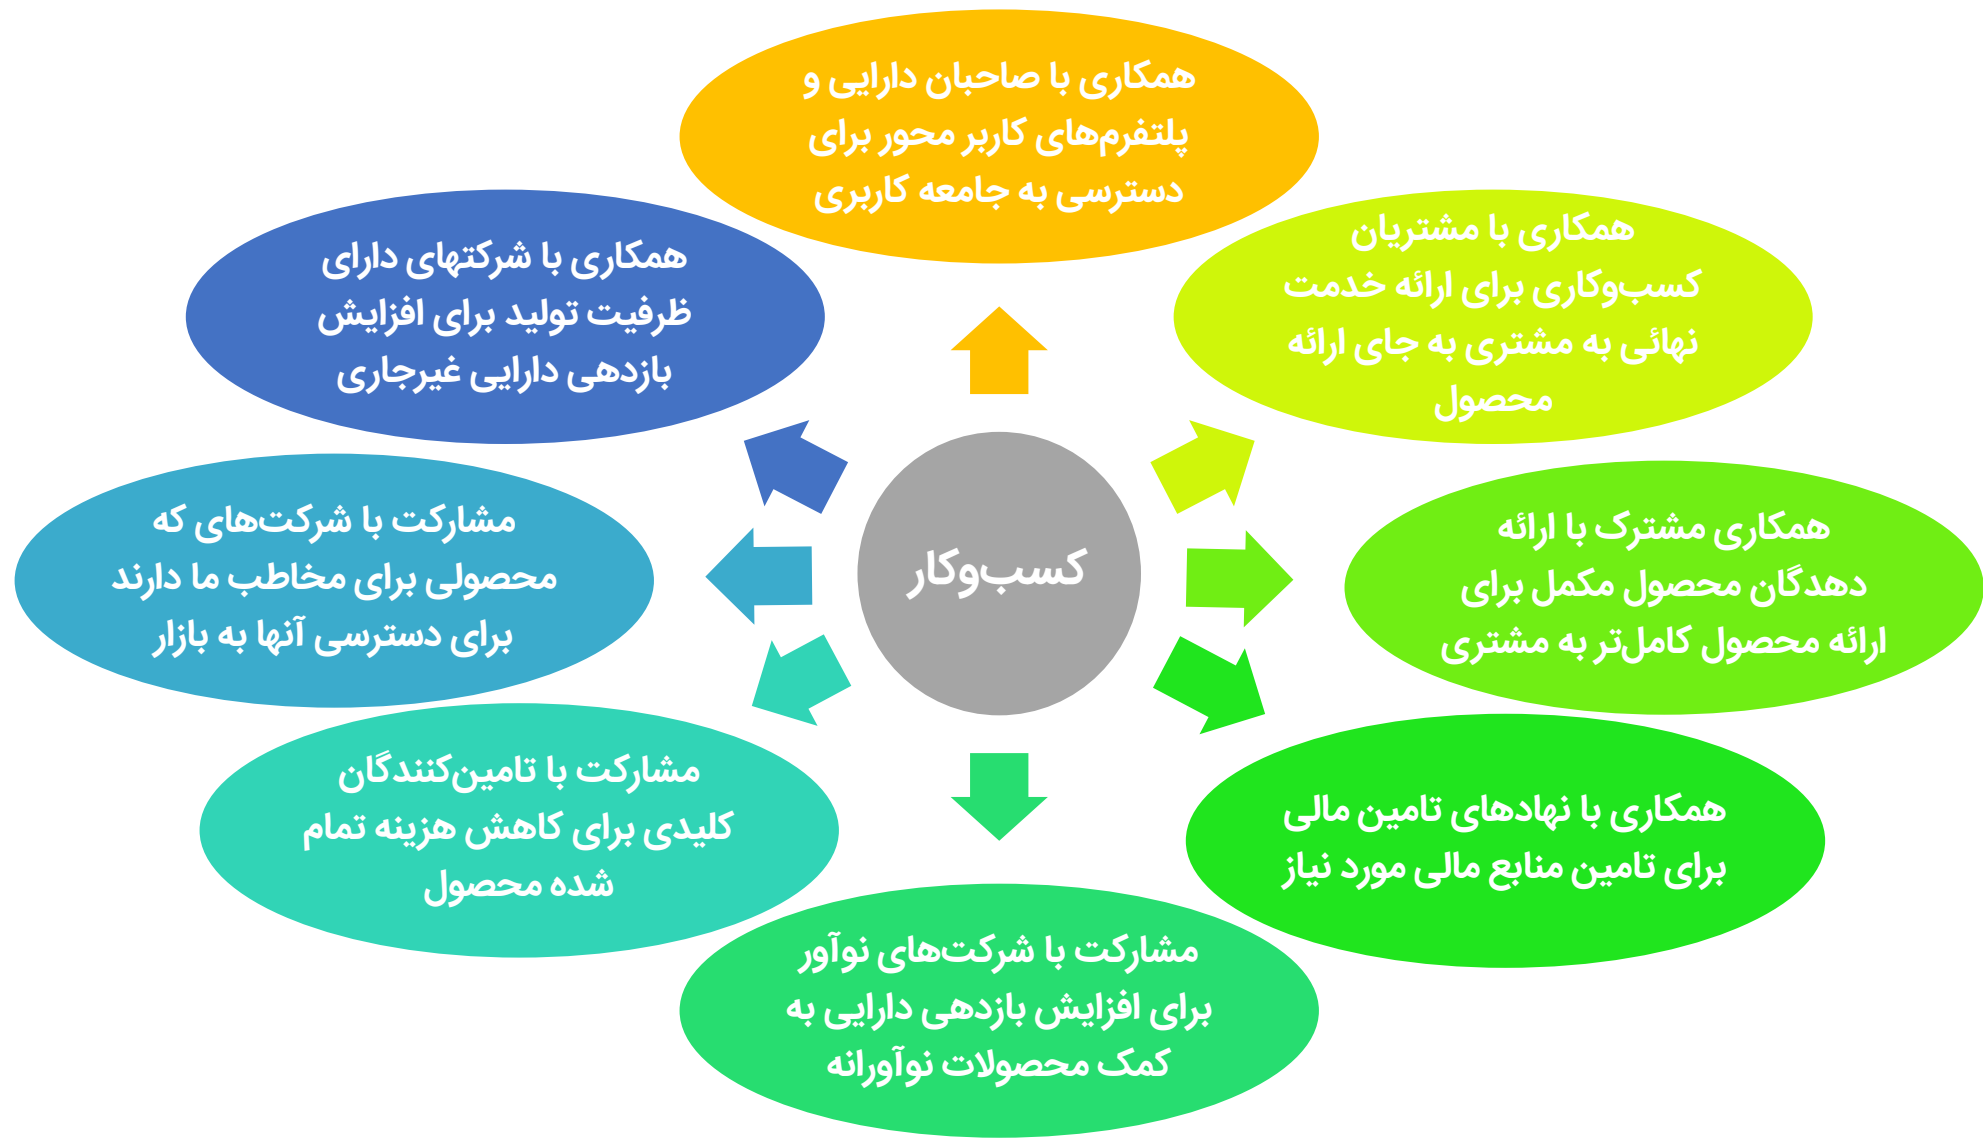 همکاری با صاحبان دارایی و
پلتفرم‌های کاربر محور برای
دسترسی به جامعه کاربری
همکاری با مشتریان
کسب‌وکاری برای ارائه خدمت
نهائی به مشتری به جای ارائه
محصول
همکاری مشترک با ارائه
دهدگان محصول مکمل برای
ارائه محصول کامل‌تر به مشتری
همکاری با نهادهای تامین مالی
برای تامین منابع مالی مورد نیاز
مشارکت با شرکت‌های نوآور
برای افزایش بازدهی دارایی به
کمک محصولات نوآورانه
مشارکت با تامین‌کنندگان
کلیدی برای کاهش هزینه تمام
شده محصول
مشارکت با شرکت‌های که
محصولی برای مخاطب ما دارند
برای دسترسی آنها به بازار
همکاری با شرکتهای دارای
ظرفیت تولید برای افزایش
بازدهی دارایی غیرجاری
کسب‌وکار